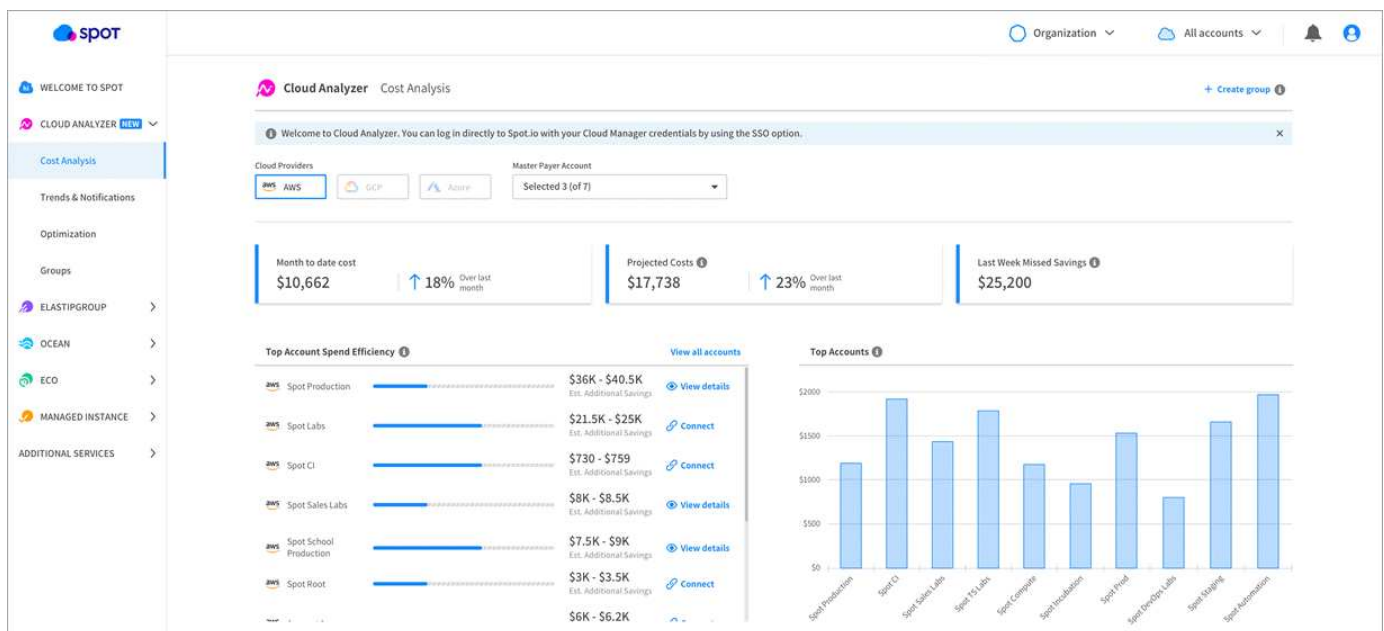 spot
Organization
All accounts
WELCOME TO SPOT
CLOUD ANALYZER NEW
Cost Analysis
Trends & Notifications
Optimization
Groups
ELASTIPGROUP
OCEAN
ECO
MANAGED INSTANCE
ADDITIONAL SERVICES
Cloud Analyzer Cost Analysis
+ Create group
Welcome to Cloud Analyzer. You can log in directly to Spot.io with your Cloud Manager credentials by using the SSO option.
Cloud Providers
aws AWS
GCP
Azure
Master Payer Account
Selected 3 (of 7)
Month to date cost
$10,662
18% Over last month
Projected Costs
$17,738
23% Over last month
Last Week Missed Savings
$25,200
Top Account Spend Efficiency
View all accounts
aws Spot Production
$36K - $40.5K
Est. Additional Savings
View details
aws Spot Labs
$21.5K - $25K
Est. Additional Savings
Connect
aws Spot CI
$730 - $759
Est. Additional Savings
Connect
aws Spot Sales Labs
$8K - $8.5K
Est. Additional Savings
View details
aws Spot School
Production
$7.5K - $9K
Est. Additional Savings
View details
aws Spot Root
$3K - $3.5K
Est. Additional Savings
Connect
$6K - $6.2K
Top Accounts
$2000
$1500
$1000
$500
$0
Spot Production
Spot CI
Spot Sales Labs
Spot TS Labs
Spot Compute
Spot Incubation
Spot Prod
Spot DevOps Labs
Spot Staging
Spot Automation